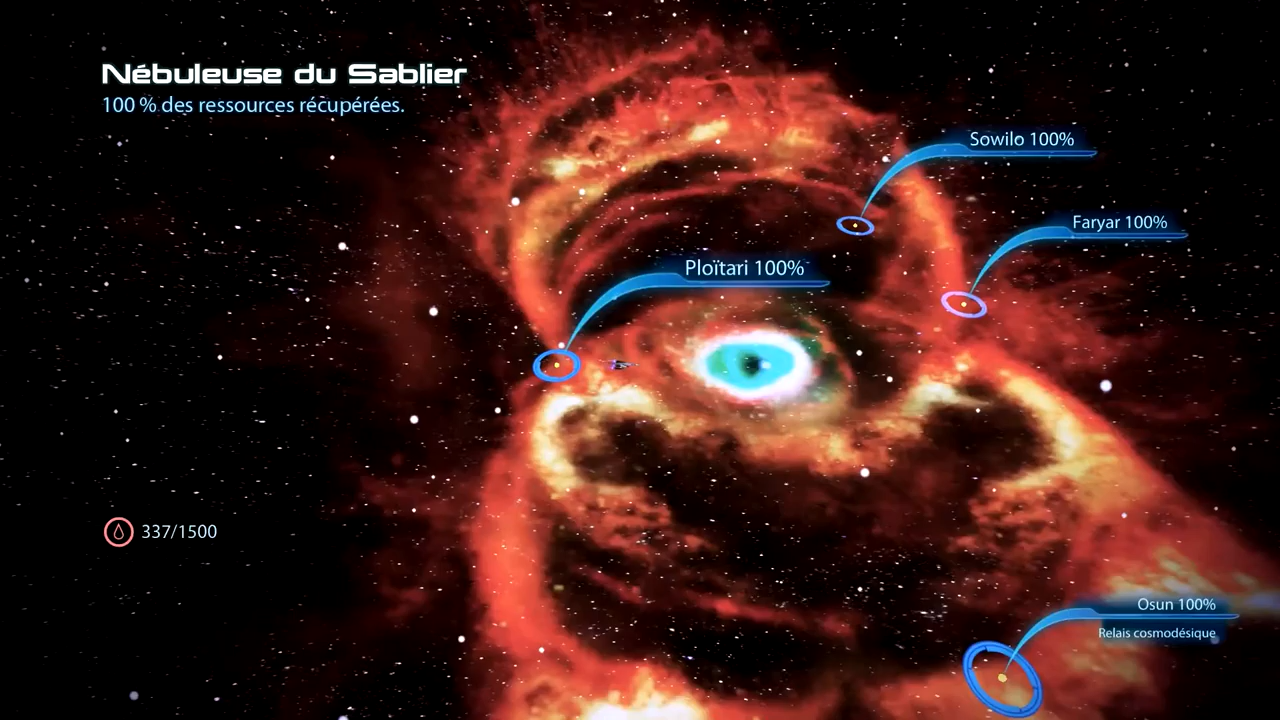 Nébuleuse du Sablier
100 % des ressources récupérées.
Sowilo 100%
Faryar 100%
Ploïtari 100%
337/1500
Osun 100%
Relais cosmodésique